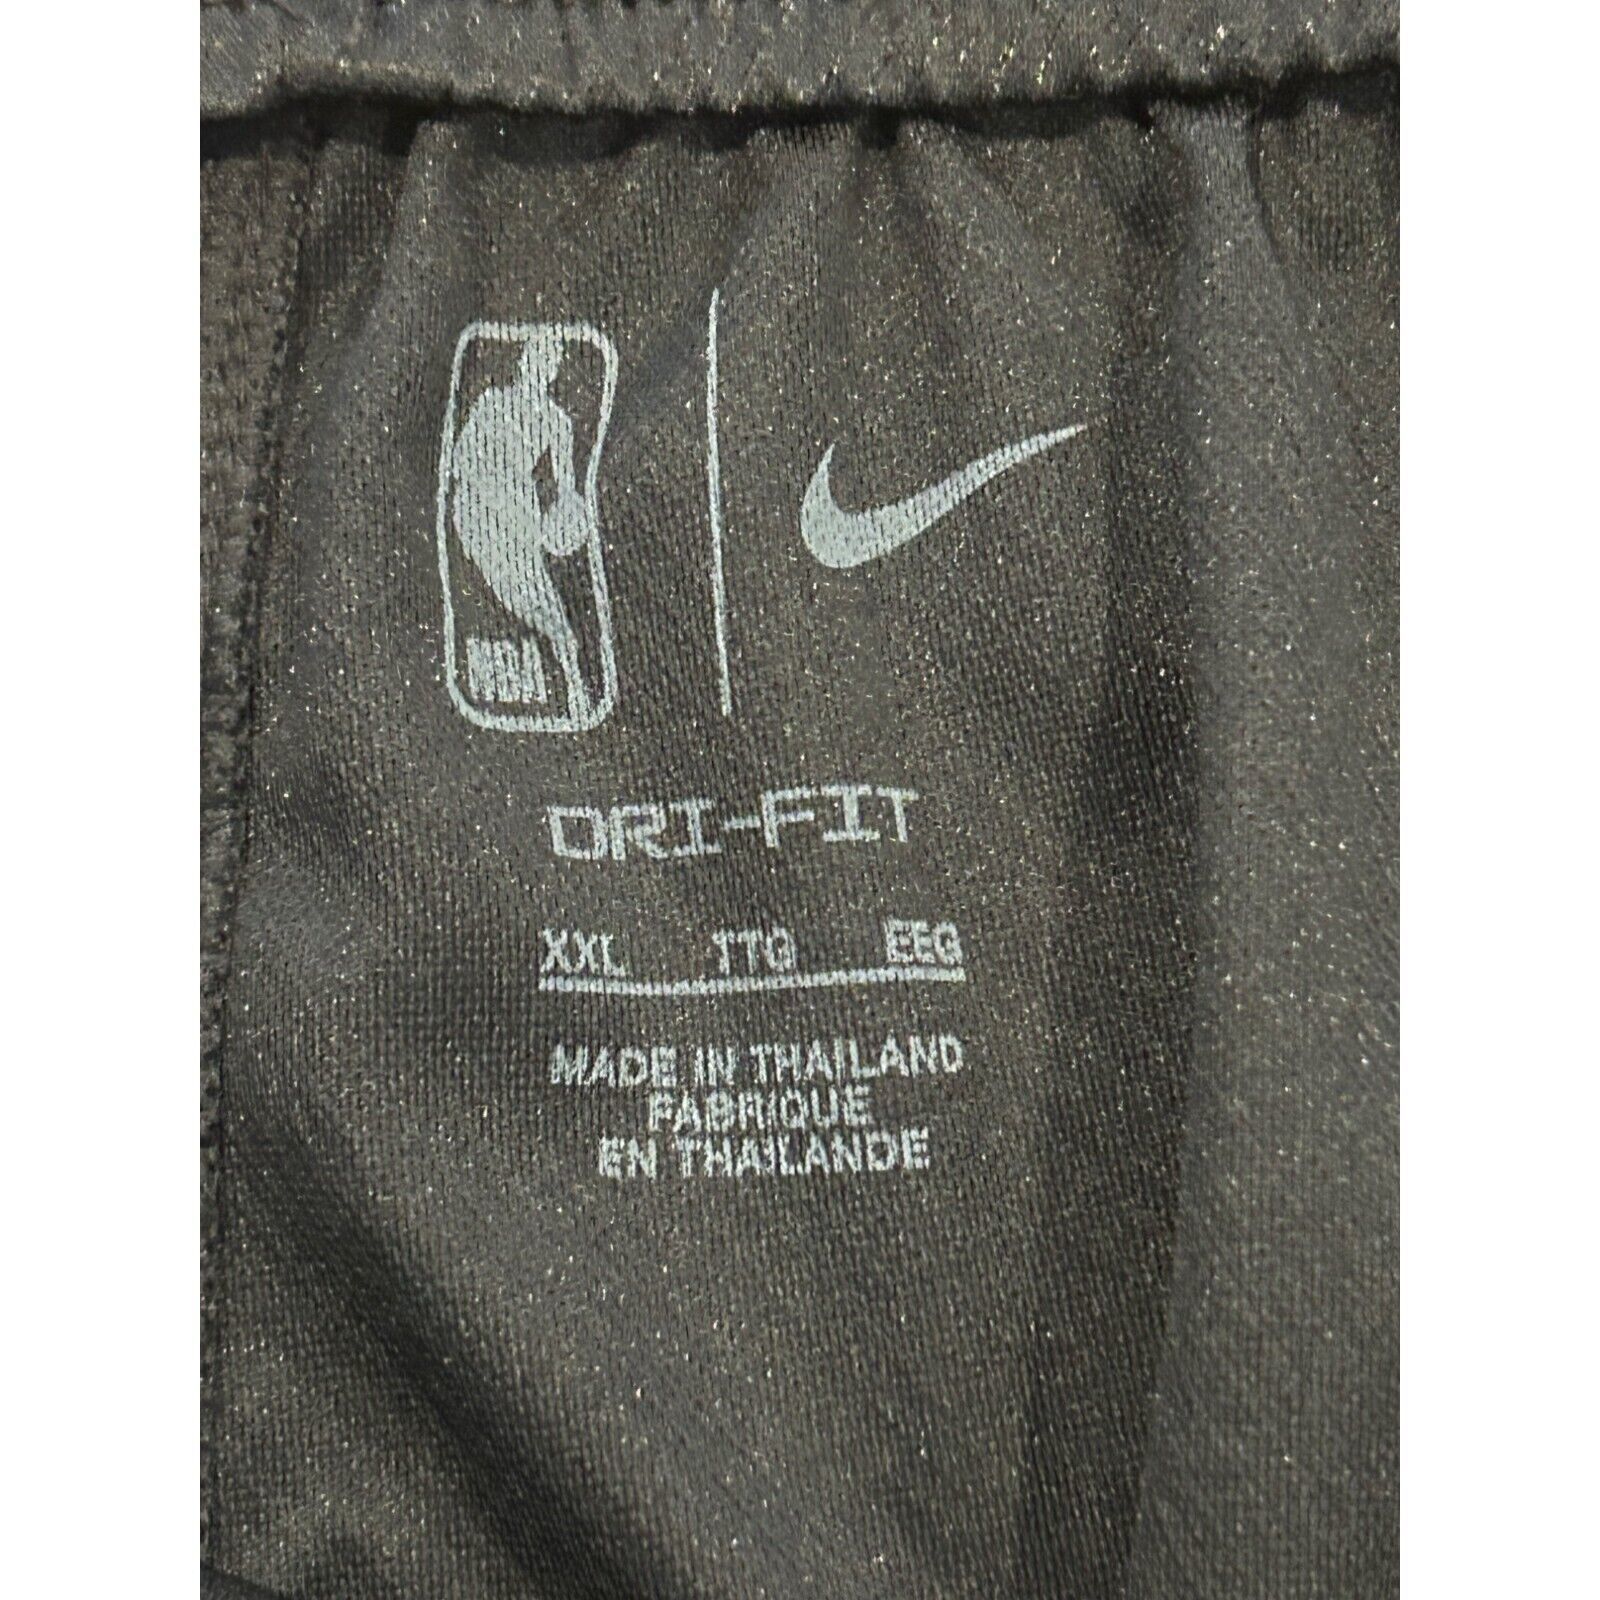 NBA
DRI-FIT
XXL TTG EEG
MADE IN THAILAND
FABRIQUE
EN THAILANDE